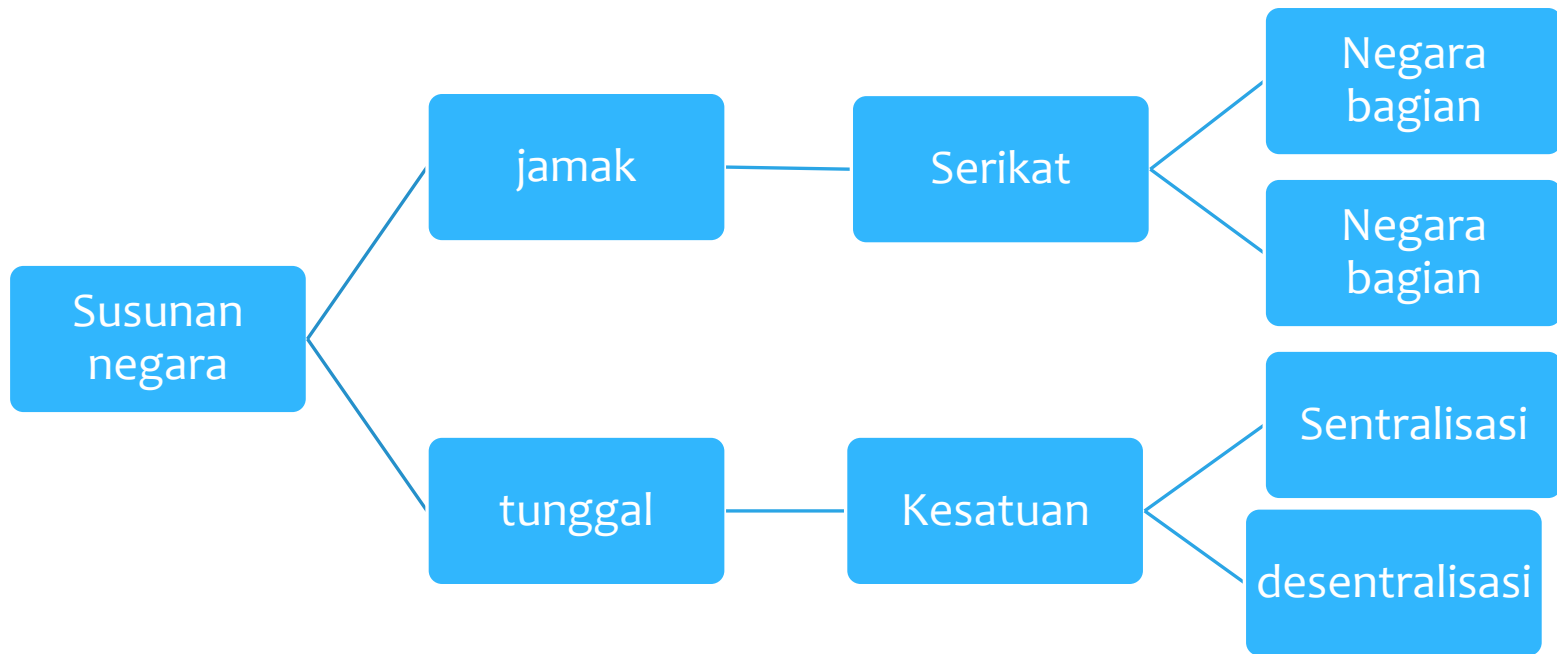 Susunan
negara
jamak
Serikat
Negara
bagian
Negara
bagian
tunggal
Kesatuan
Sentralisasi
desentralisasi